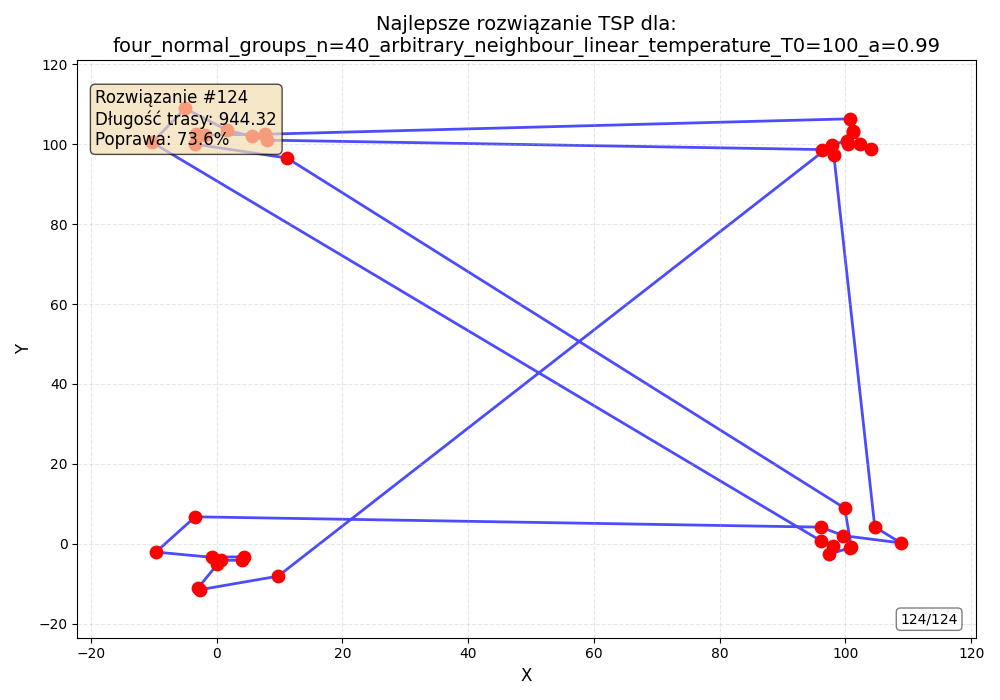 Najlepsze rozwiązanie TSP dla:
four_normal_groups_n=40_arbitrary_neighbour_linear_temperature_T0=100_a=0.99
Rozwiązanie #124
Długość trasy: 944.32
Poprawa: 73.6%
120
100
80
60
40
20
0
−20
Y
124/124
−20
0
20
40
60
80
100
120
X